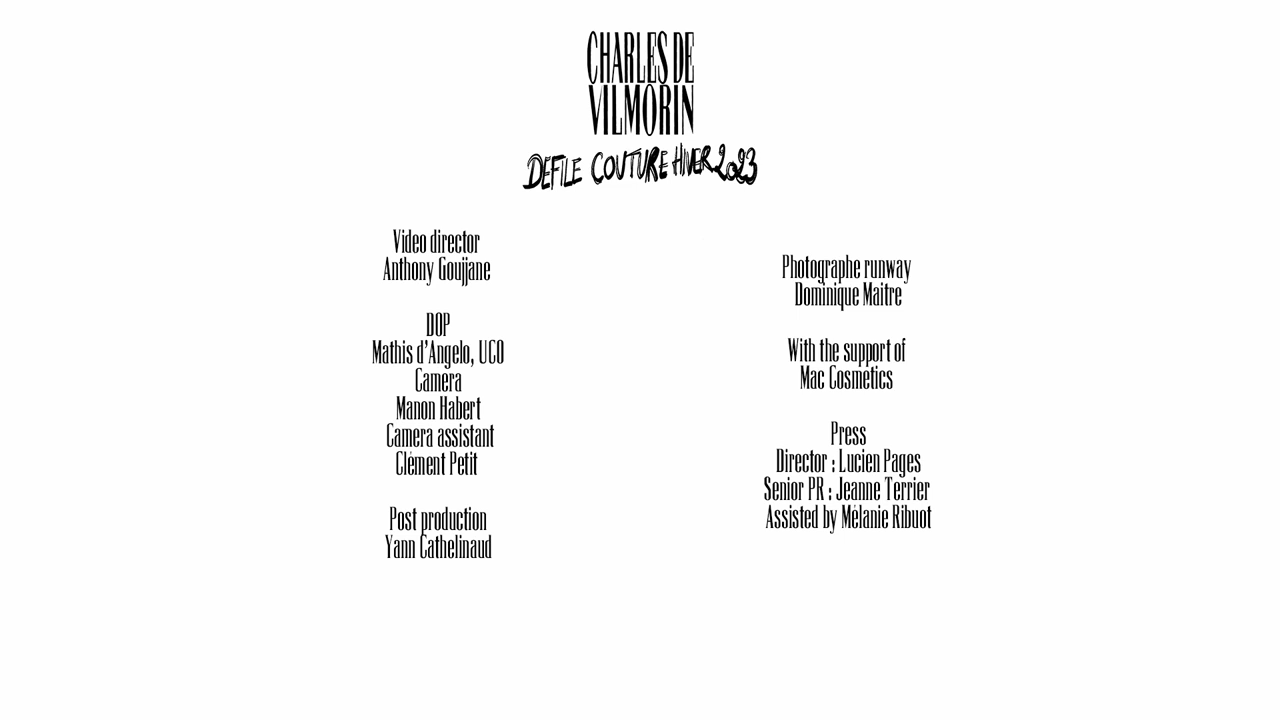 CHARLES DE
VILMORIN
DEFILE COUTURE HIVER 2023
Video director
Anthony Goujjane
DOP
Mathis d'Angelo, UCO
Camera
Manon Habert
Camera assistant
Clément Petit
Post production
Yann Cathelinaud
Photographe runway
Dominique Maitre
With the support of
Mac Cosmetics
Press
Director : Lucien Pages
Senior PR : Jeanne Terrier
Assisted by Mélanie Ribuot